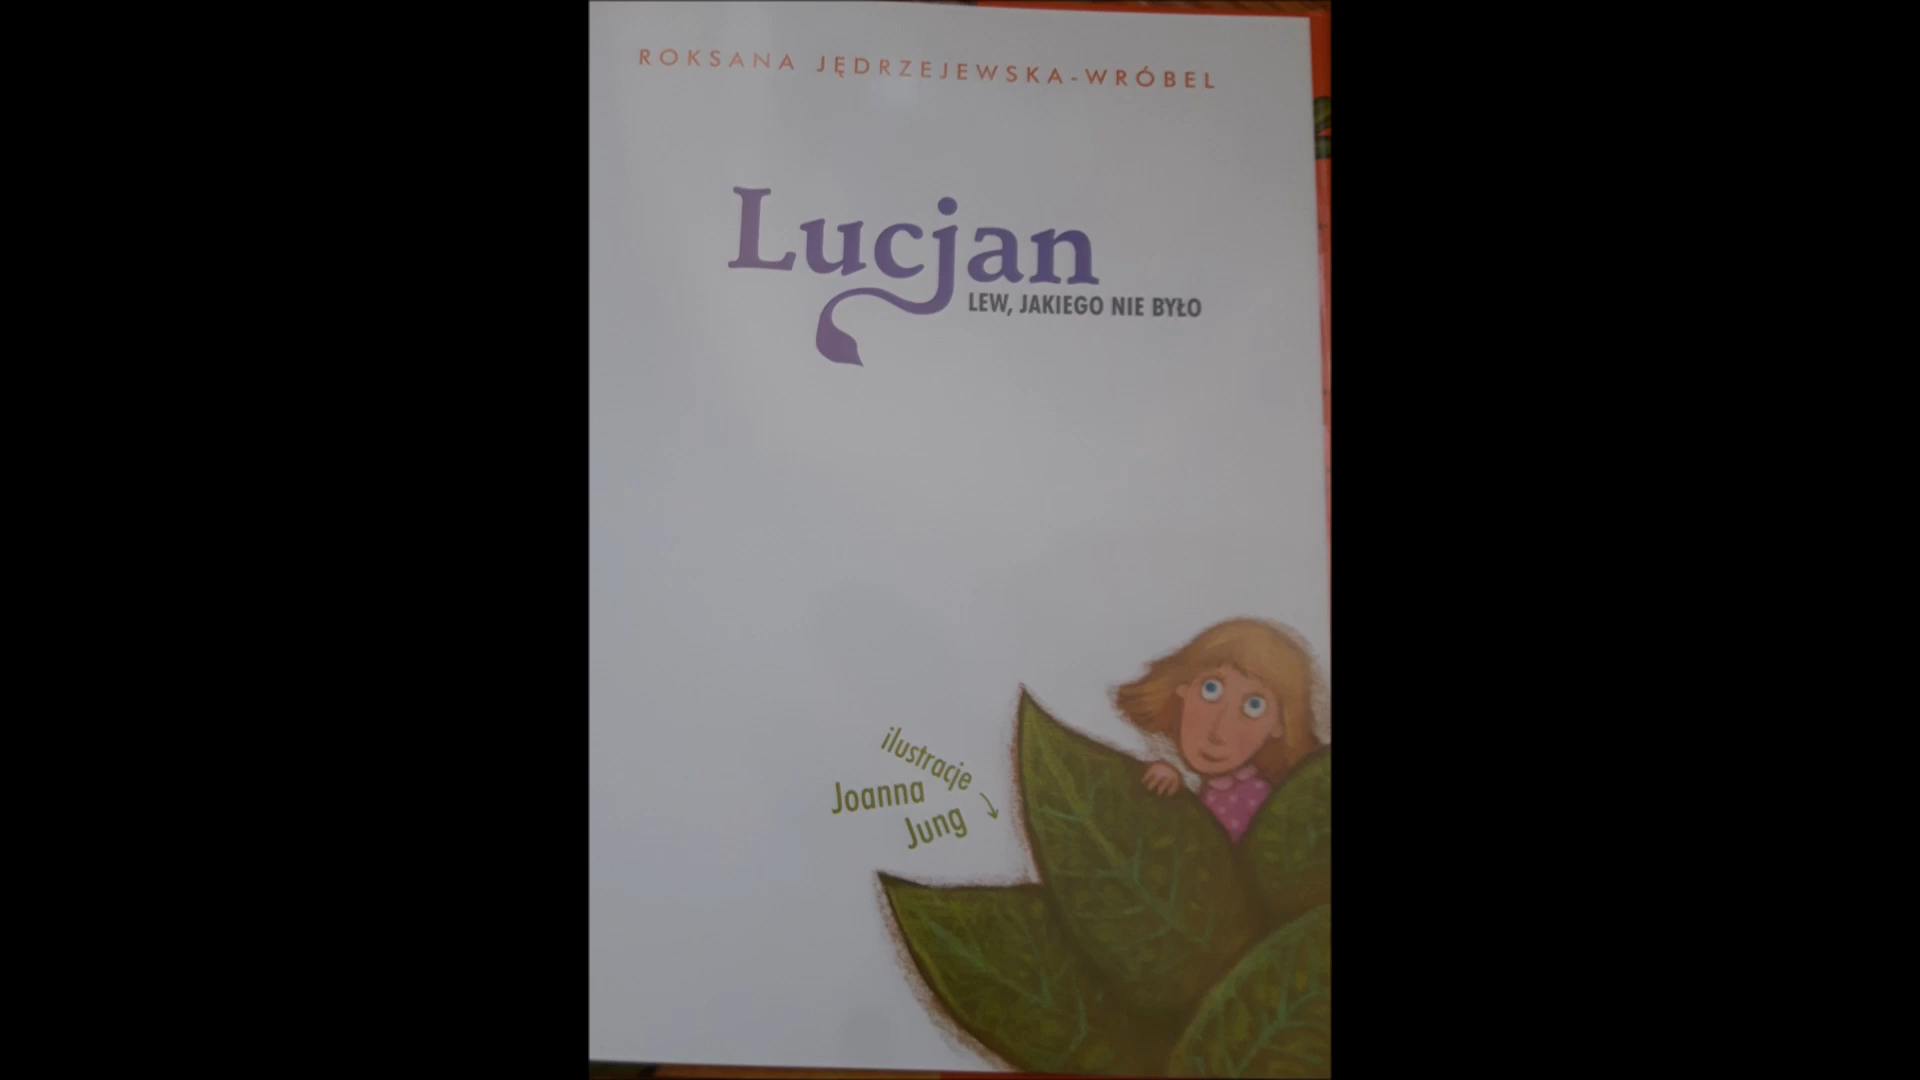 ROKSANA JĘDRZEJEWSKA-WRÓBEL
Lucjan
LEW, JAKIEGO NIE BYŁO
ilustracje
Joanna
Jung